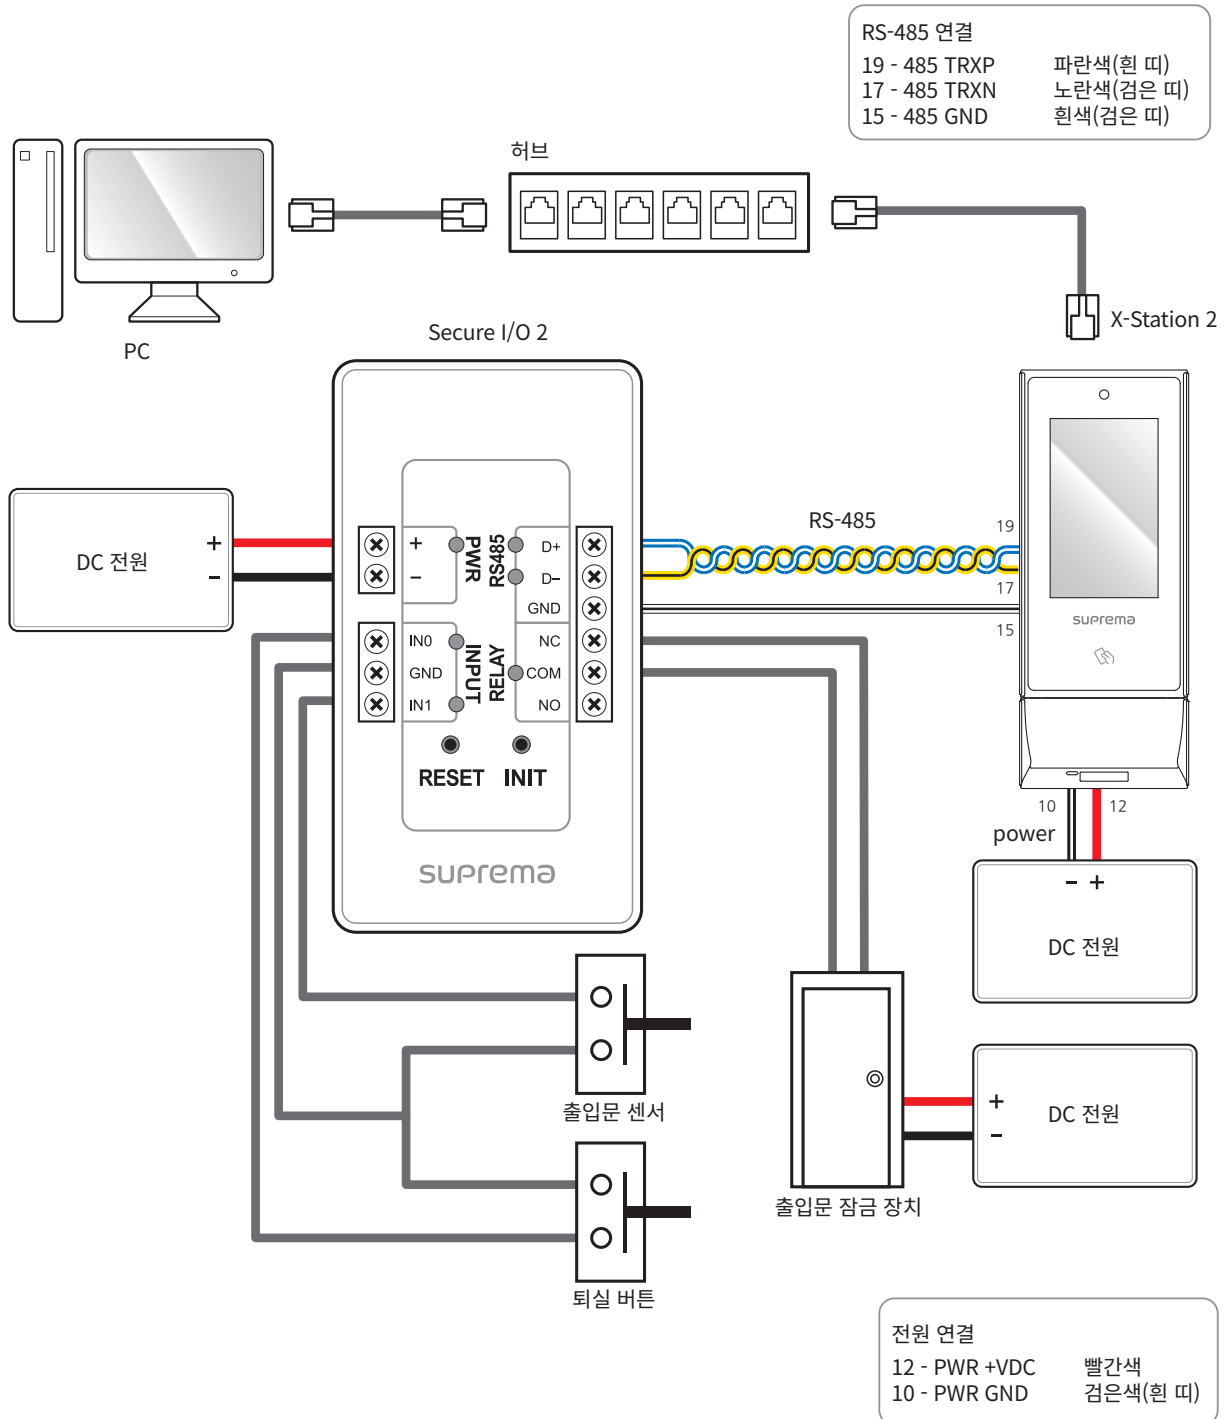 RS-485 연결
19 - 485 TRXP 파란색(흰 띠)
17 - 485 TRXN 노란색(검은 띠)
15 - 485 GND 흰색(검은 띠)
허브
X-Station 2
PC
Secure I/O 2
DC 전원
+
-
+
-
PWR
RS485
D+
D-
GND
IN0
GND
IN1
INPUT
RELAY
NC
COM
NO
RESET INIT
suprema
RS-485
19
17
15
suprema
10
12
power
- +
DC 전원
출입문 센서
퇴실 버튼
출입문 잠금 장치
+
-
DC 전원
전원 연결
12 - PWR +VDC 빨간색
10 - PWR GND 검은색(흰 띠)